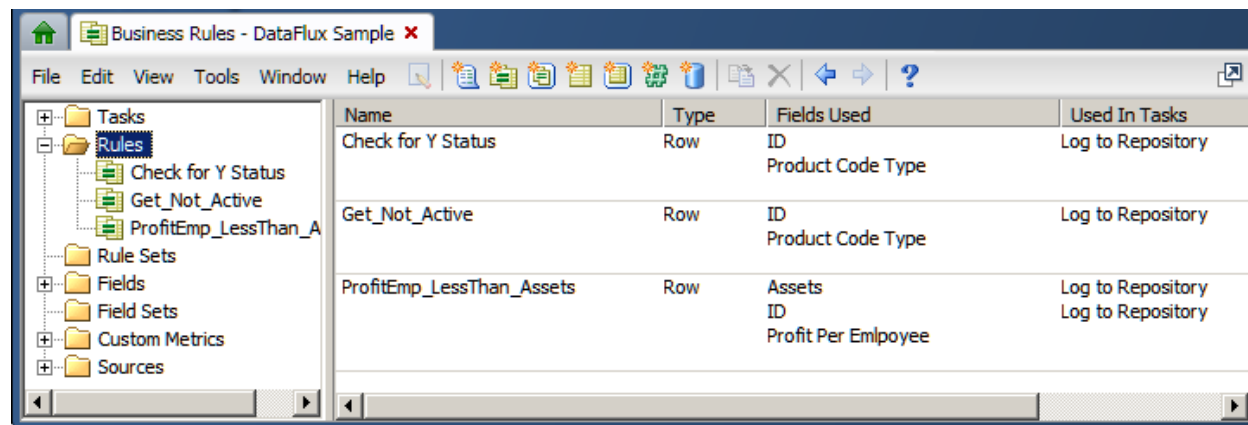 Business Rules - DataFlux Sample
File Edit View Tools Window Help
Tasks
Rules
Check for Y Status
Get_Not_Active
ProfitEmp_LessThan_A
Rule Sets
Fields
Field Sets
Custom Metrics
Sources
Name Type Fields Used Used In Tasks
Check for Y Status Row ID Log to Repository
Product Code Type
Get_Not_Active Row ID Log to Repository
Product Code Type
ProfitEmp_LessThan_Assets Row Assets Log to Repository
ID Log to Repository
Profit Per Emlpoyee